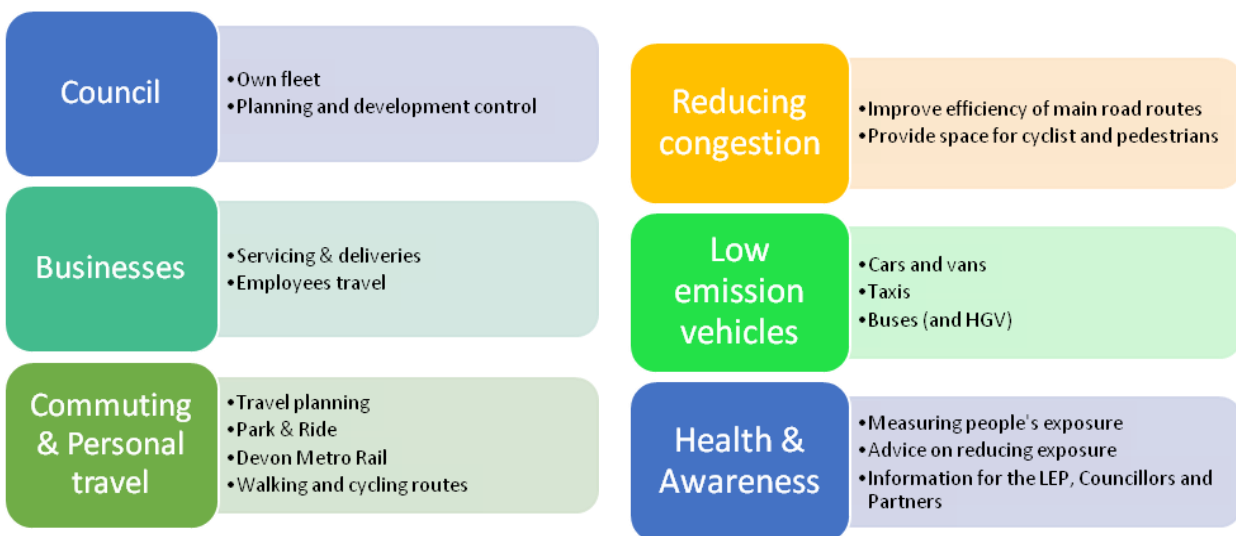 Council
•Own fleet
•Planning and development control
Businesses
•Servicing & deliveries
•Employees travel
Commuting
& Personal
travel
•Travel planning
•Park & Ride
•Devon Metro Rail
•Walking and cycling routes
Reducing
congestion
•Improve efficiency of main road routes
•Provide space for cyclist and pedestrians
Low
emission
vehicles
•Cars and vans
•Taxis
•Buses (and HGV)
Health &
Awareness
•Measuring people's exposure
•Advice on reducing exposure
•Information for the LEP, Councillors and
Partners